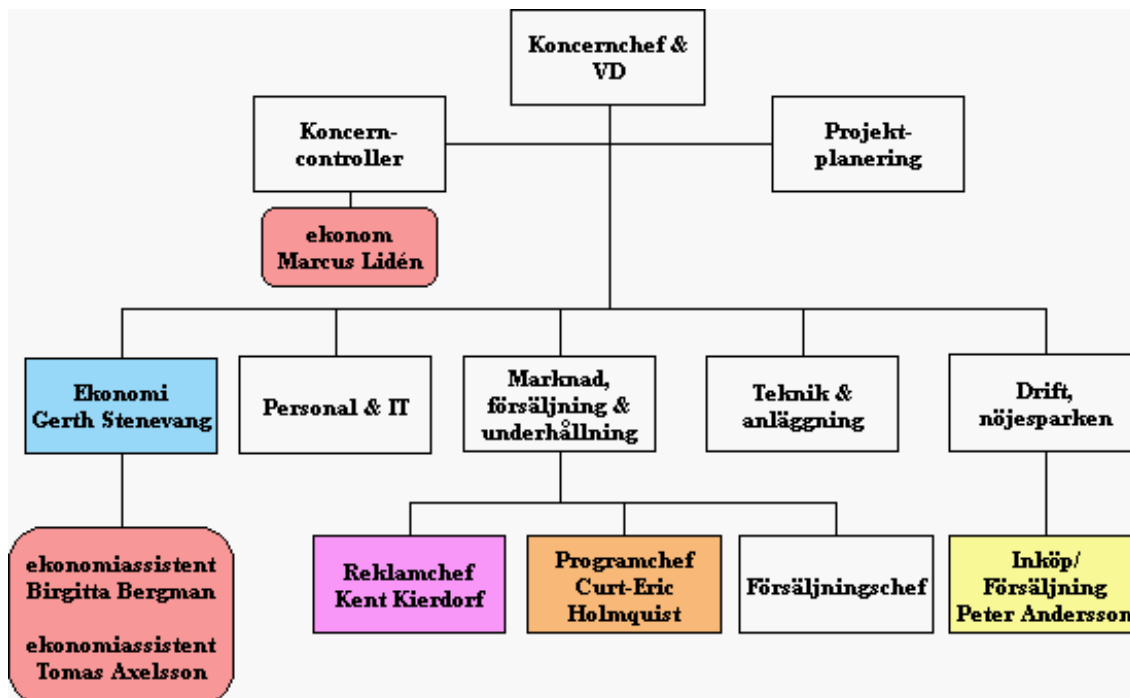 Koncernchef &
VD
Koncern-
controller
Projekt-
planering
ekonom
Marcus Lidén
Ekonomi
Gerth Stenevang
Personal & IT
Marknad,
försäljning &
underhållning
Teknik &
anläggning
Drift,
nöjesparken
ekonomiassistent
Birgitta Bergman
ekonomiassistent
Tomas Axelsson
Reklamchef
Kent Kierdorf
Programchef
Curt-Eric
Holmquist
Försäljningschef
Inköp/
Försäljning
Peter Andersson